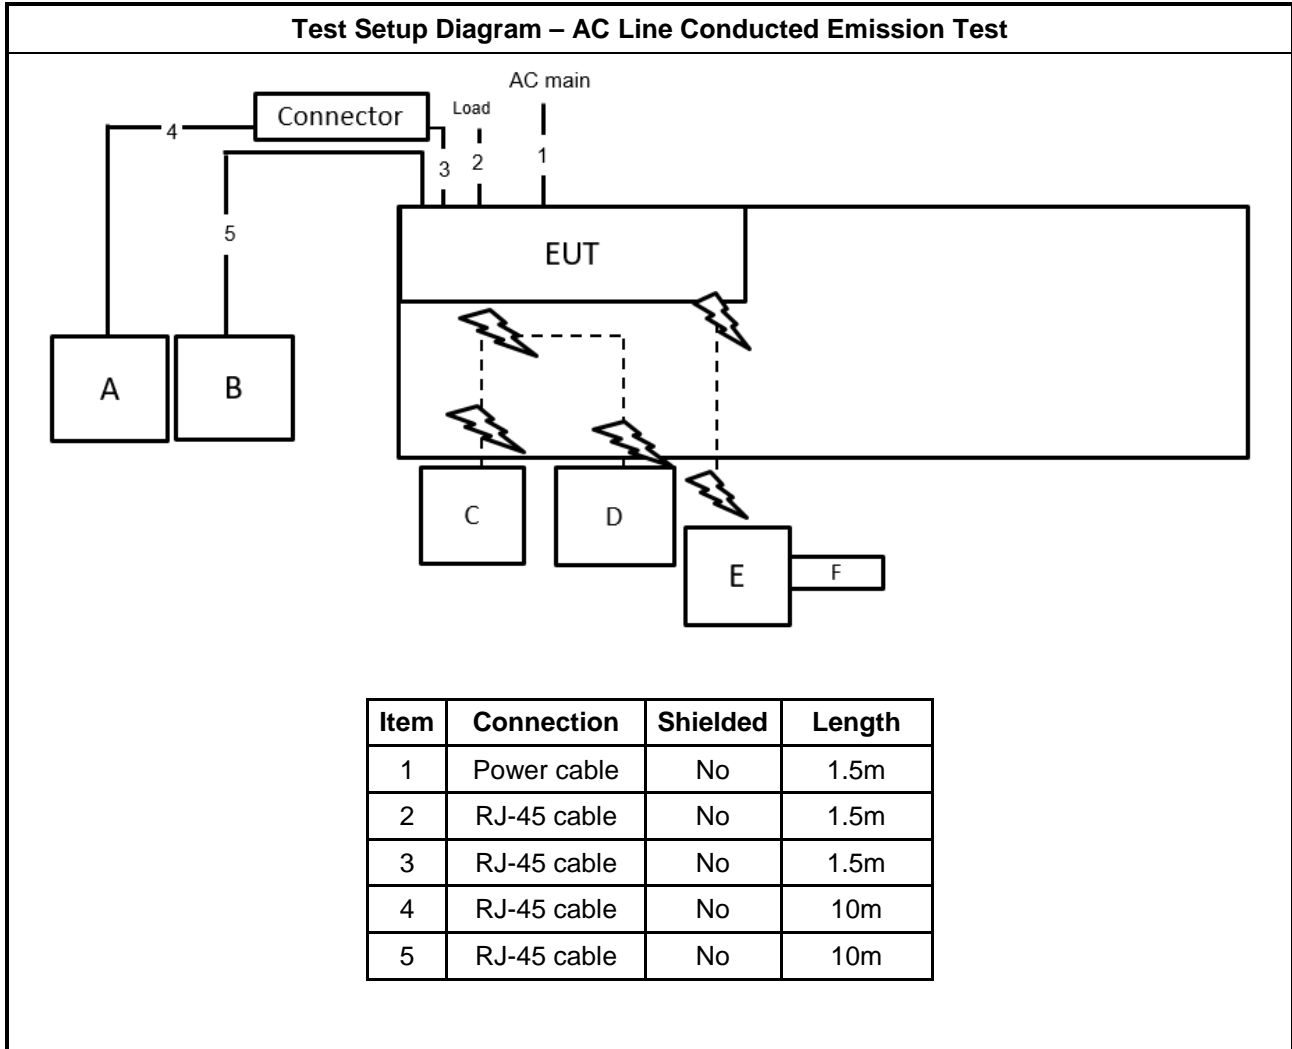 Test Setup Diagram – AC Line Conducted Emission Test
AC main
Load
Connector
4
3
2
1
5
EUT
A
B
C
D
E
F
Item Connection Shielded Length
1 Power cable No 1.5m
2 RJ-45 cable No 1.5m
3 RJ-45 cable No 1.5m
4 RJ-45 cable No 10m
5 RJ-45 cable No 10m